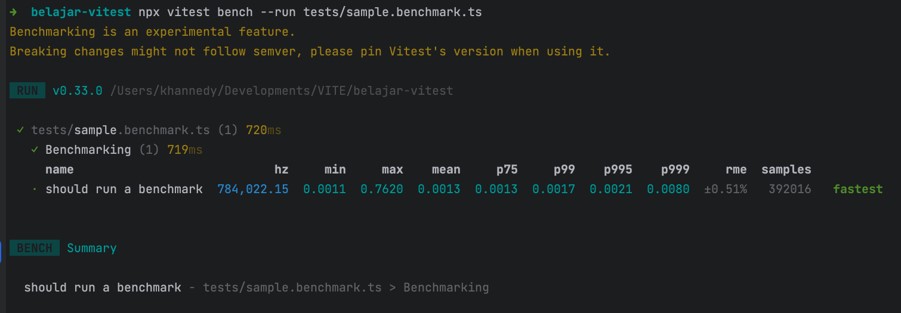 → belajar-vitest npx vitest bench --run tests/sample.benchmark.ts
Benchmarking is an experimental feature.
Breaking changes might not follow semver, please pin Vitest's version when using it.
RUN v0.33.0 /Users/khannedy/Developments/VITE/belajar-vitest
✓ tests/sample.benchmark.ts (1) 720ms
✓ Benchmarking (1) 719ms
name hz min max mean p75 p99 p995 p999 rme samples
· should run a benchmark 784,022.15 0.0011 0.7620 0.0013 0.0013 0.0017 0.0021 0.0080 ±0.51% 392016 fastest
BENCH Summary
should run a benchmark - tests/sample.benchmark.ts > Benchmarking